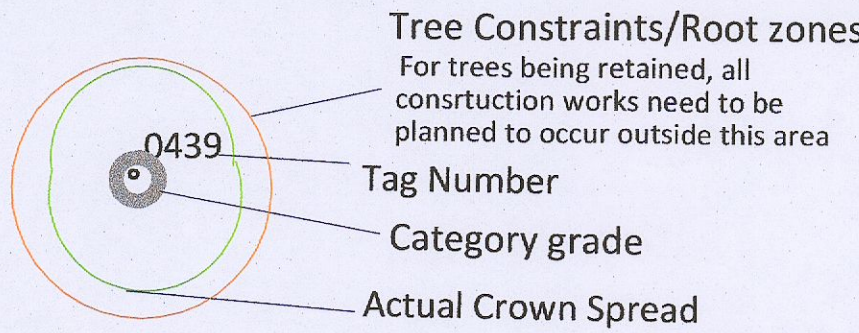 Tree Constraints/Root zones
For trees being retained, all
consrtuction works need to be
planned to occur outside this area
0439
Tag Number
Category grade
Actual Crown Spread